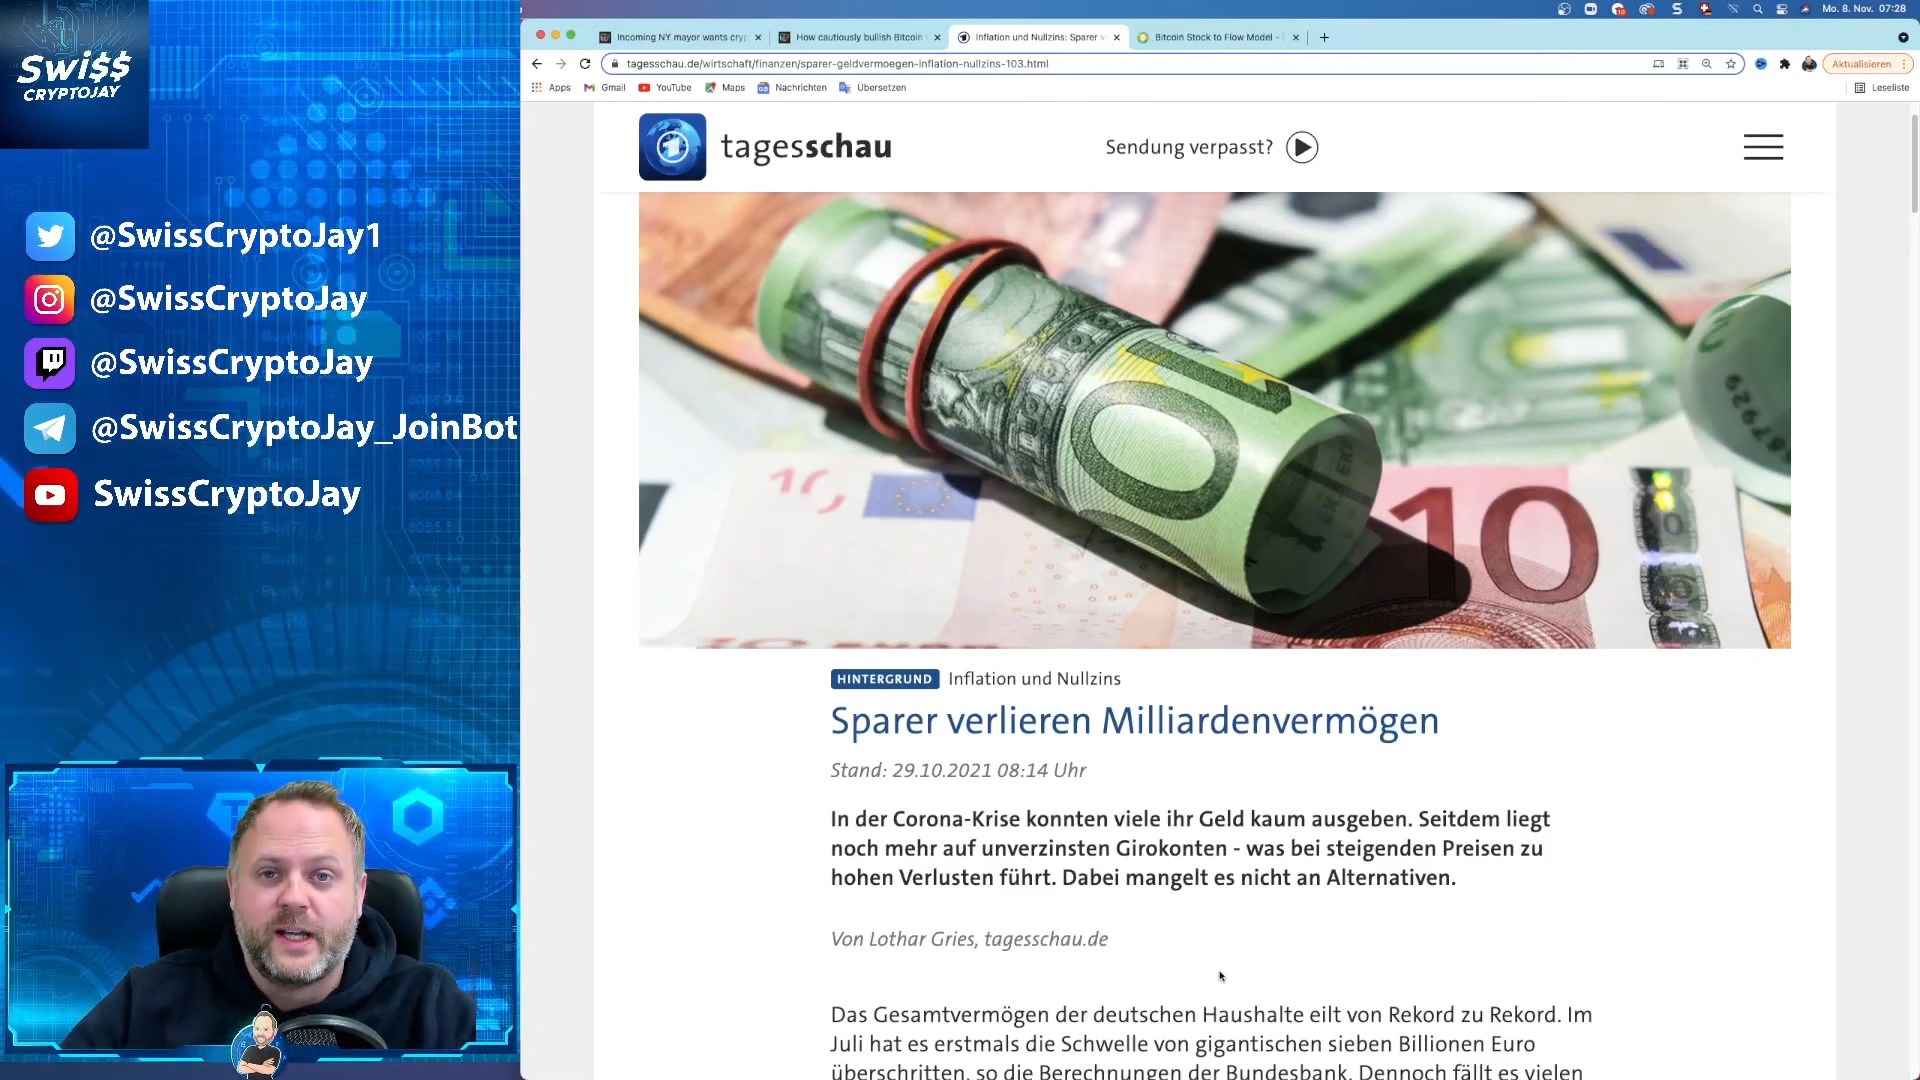 Swi$$
CRYPTOJAY
@SwissCryptoJay1
@SwissCryptoJay
@SwissCryptoJay
@SwissCryptoJay_JoinBot
SwissCryptoJay
Mo. 8. Nov. 07:28
Incoming NY mayor wants cryp
How cautiously bullish Bitcoin
Inflation und Nullzins: Sparer v
Bitcoin Stock to Flow Model -
tagesschau.de/wirtschaft/finanzen/sparer-geldvermoegen-inflation-nullzins-103.html
Aktualisieren
Apps
Gmail
YouTube
Maps
Nachrichten
Übersetzen
Leseliste
tagesschau
Sendung verpasst?
10
HINTERGRUND Inflation und Nullzins
Sparer verlieren Milliardenvermögen
Stand: 29.10.2021 08:14 Uhr
In der Corona-Krise konnten viele ihr Geld kaum ausgeben. Seitdem liegt
noch mehr auf unverzinsten Girokonten - was bei steigenden Preisen zu
hohen Verlusten führt. Dabei mangelt es nicht an Alternativen.
Von Lothar Gries, tagesschau.de
Das Gesamtvermögen der deutschen Haushalte eilt von Rekord zu Rekord. Im
Juli hat es erstmals die Schwelle von gigantischen sieben Billionen Euro
überschritten, so die Berechnungen der Bundesbank. Dennoch fällt es vielen